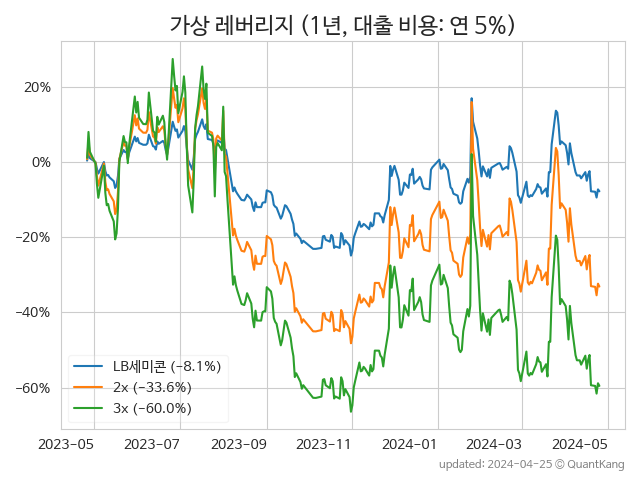 가상 레버리지 (1년, 대출 비용: 연 5%)
20%
0%
−20%
−40%
−60%
LB세미콘 (−8.1%)
2x (−33.6%)
3x (−60.0%)
2023-05 2023-07 2023-09 2023-11 2024-01 2024-03 2024-05
updated: 2024-04-25 © QuantKang